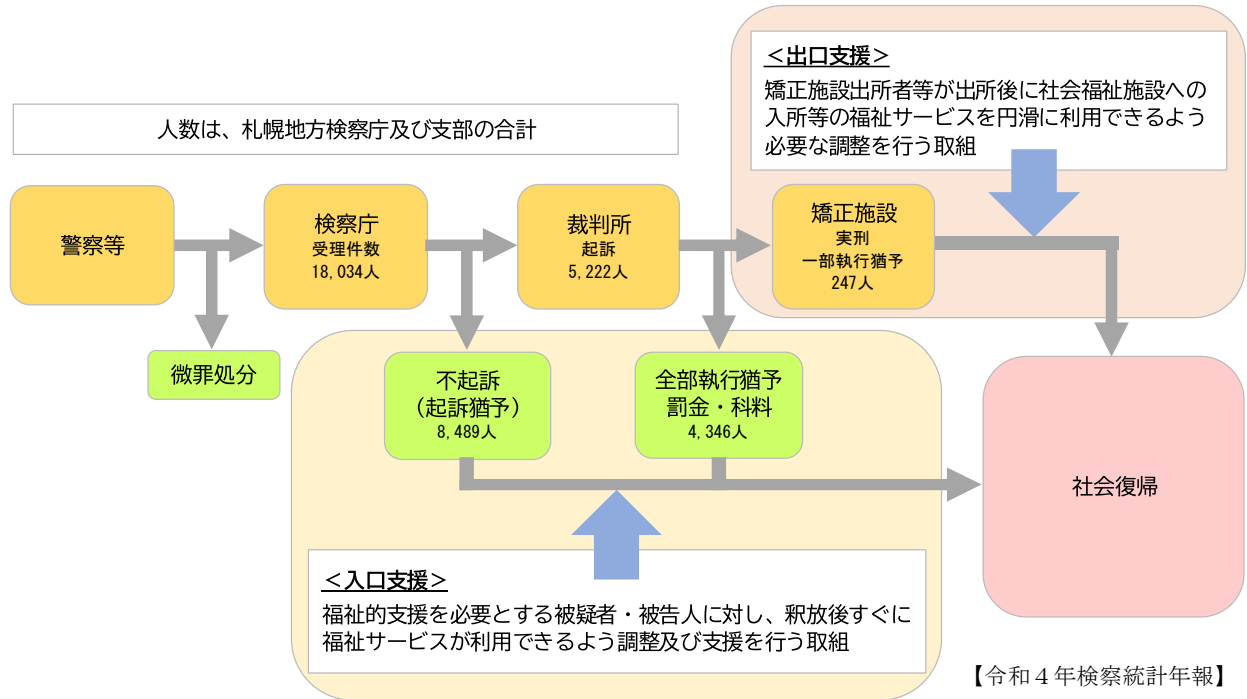 人数は、札幌地方検察庁及び支部の合計
＜出口支援＞
矯正施設出所者等が出所後に社会福祉施設への
入所等の福祉サービスを円滑に利用できるよう
必要な調整を行う取組
警察等
検察庁
受理件数
18,034人
裁判所
起訴
5,222人
矯正施設
実刑
一部執行猶予
247人
微罪処分
不起訴
（起訴猶予）
8,489人
全部執行猶予
罰金・科料
4,346人
社会復帰
＜入口支援＞
福祉的支援を必要とする被疑者・被告人に対し、釈放後すぐに
福祉サービスが利用できるよう調整及び支援を行う取組
【令和４年検察統計年報】